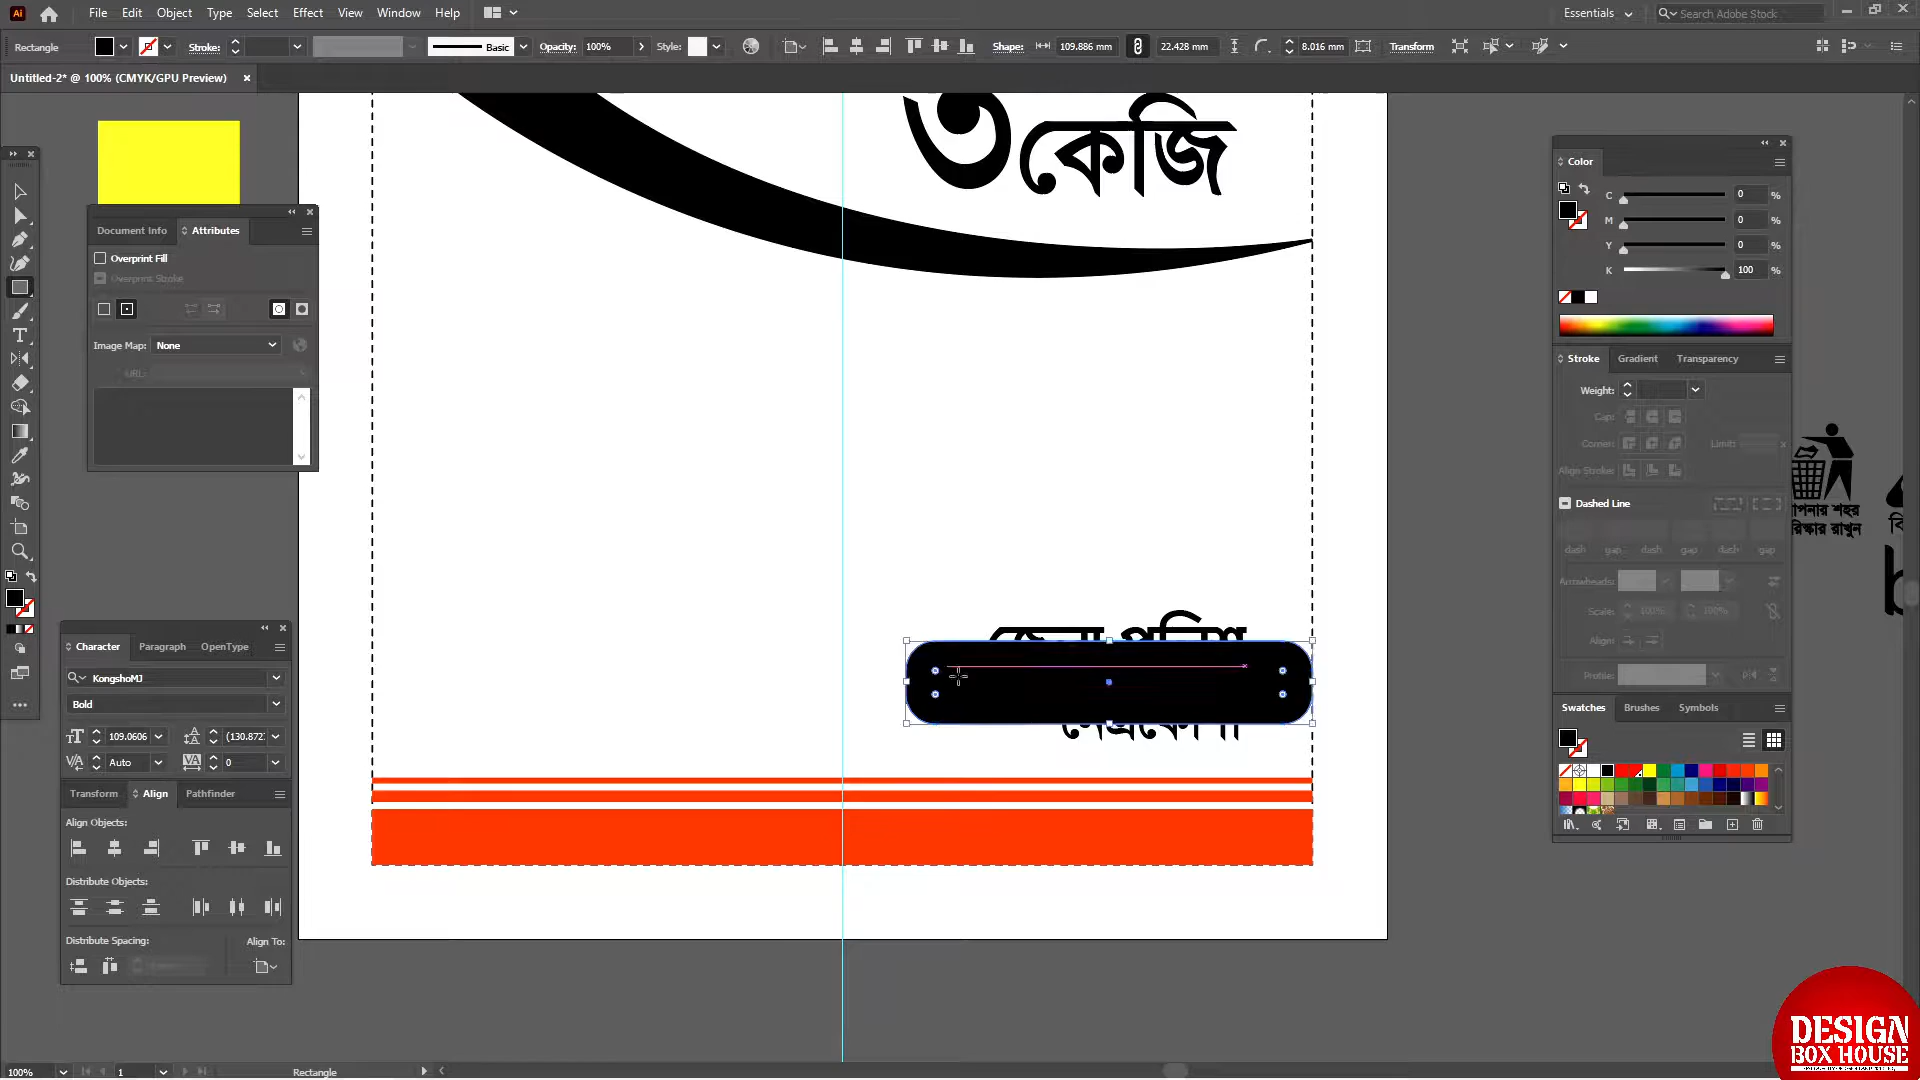 Ai File Edit Object Type Select Effect View Window Help Essentials Search Adobe Stock
Rectangle Stroke: Basic Opacity: 100% Style: Shape: 109.886 mm 22.428 mm 8.016 mm Transform
Untitled-2* @ 100% (CMYK/GPU Preview)
৩ কেজি
Document Info Attributes
Overprint Fill
Overprint Stroke
Image Map: None
URL:
Color
C 0 %
M 0 %
Y 0 %
K 100 %
Stroke Gradient Transparency
Weight:
Cap:
Corner: Limit:
Align Stroke:
Dashed Line
dash gap dash gap dash gap
Arrowheads:
Scale: 100% 100%
Align:
Profile:
Swatches Brushes Symbols
জেলা পুলিশ
নেত্রকোণা
Character Paragraph OpenType
KongshoMJ
Bold
109.0606 (130.872
Auto 0
Transform Align Pathfinder
Align Objects:
Distribute Objects:
Distribute Spacing: Align To:
100% 1 Rectangle
DESIGN
BOX HOUSE